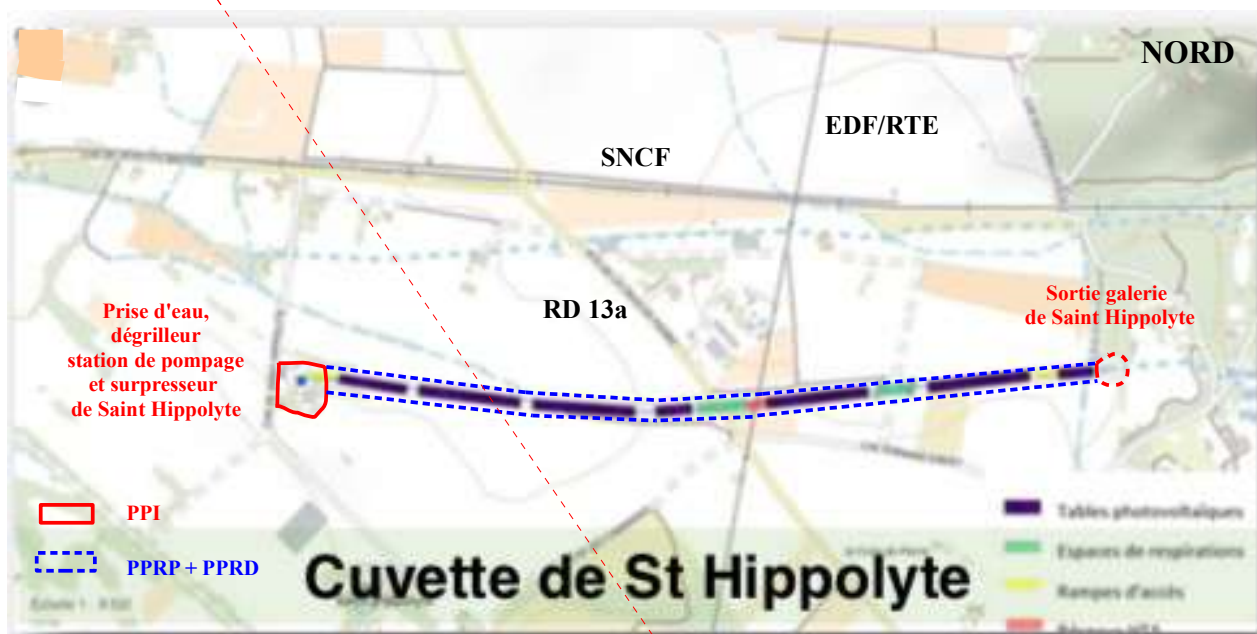 NORD
EDF/RTE
SNCF
RD 13a
Prise d'eau,
dégrilleur
station de pompage
et surpresseur
de Saint Hippolyte
Sortie galerie
de Saint Hippolyte
PPI
PPRP + PPRD
Tables photovoltaïques
Espaces de respirations
Rampes d'accès
Cuvette de St Hippolyte